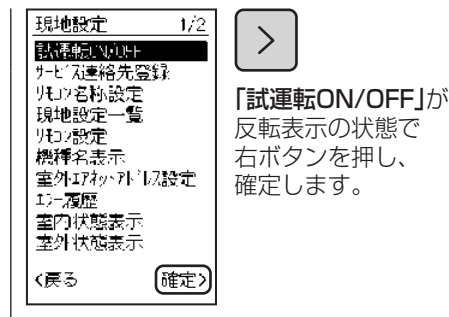 現地設定 1/2
試運転ON/OFF
サービス連絡先登録
リモコン名称設定
現地設定一覧
リモコン設定
機種名表示
室外エアネットアドレス設定
エラー履歴
室内状態表示
室外状態表示
<戻る 確定>
>
「試運転ON/OFF」が
反転表示の状態で
右ボタンを押し、
確定します。